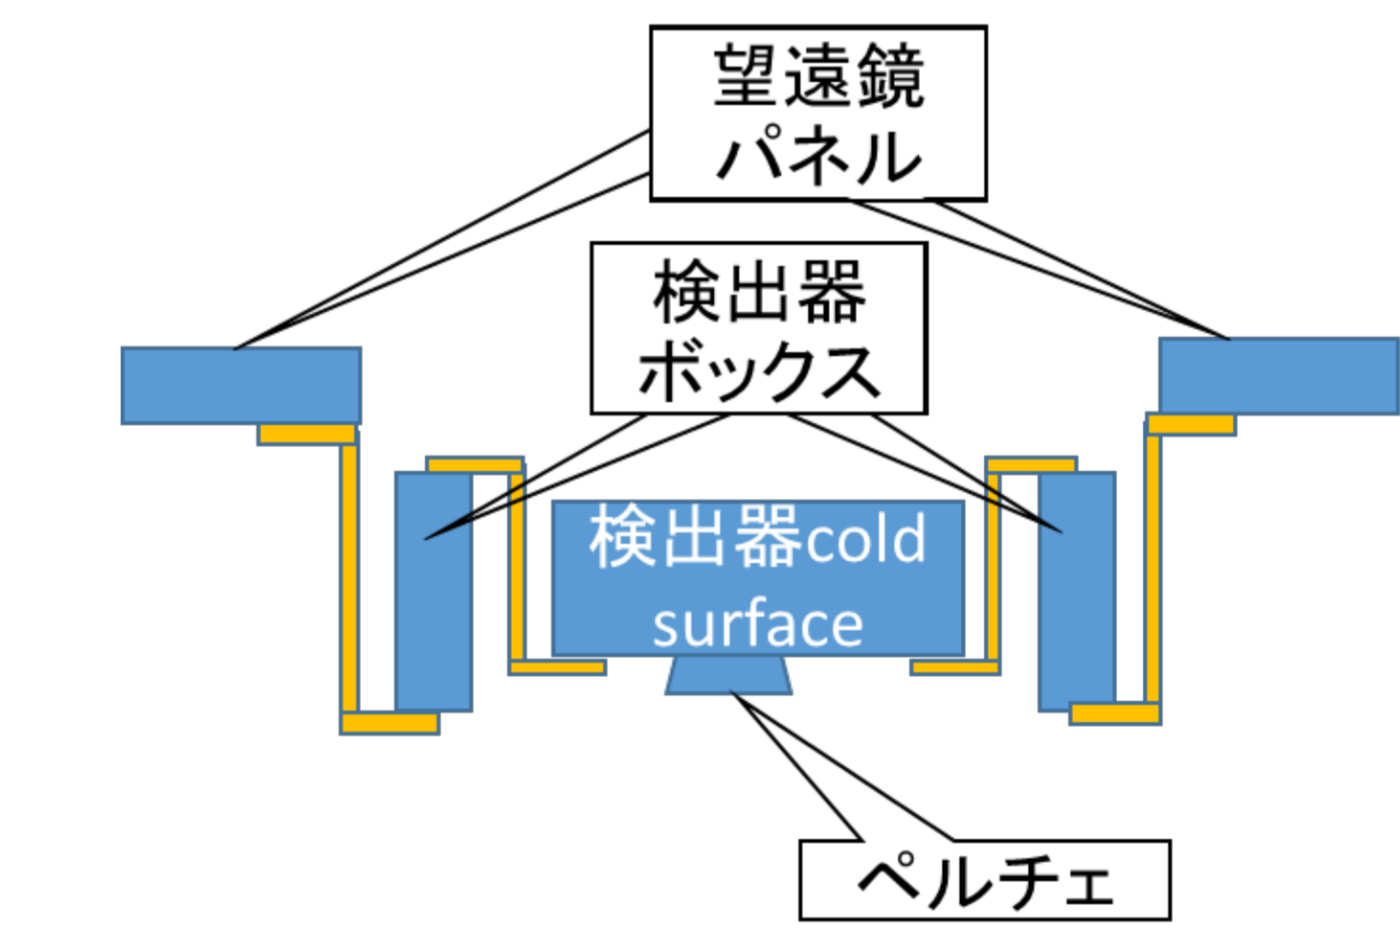 望遠鏡
パネル
検出器
ボックス
検出器cold
surface
ペルチェ